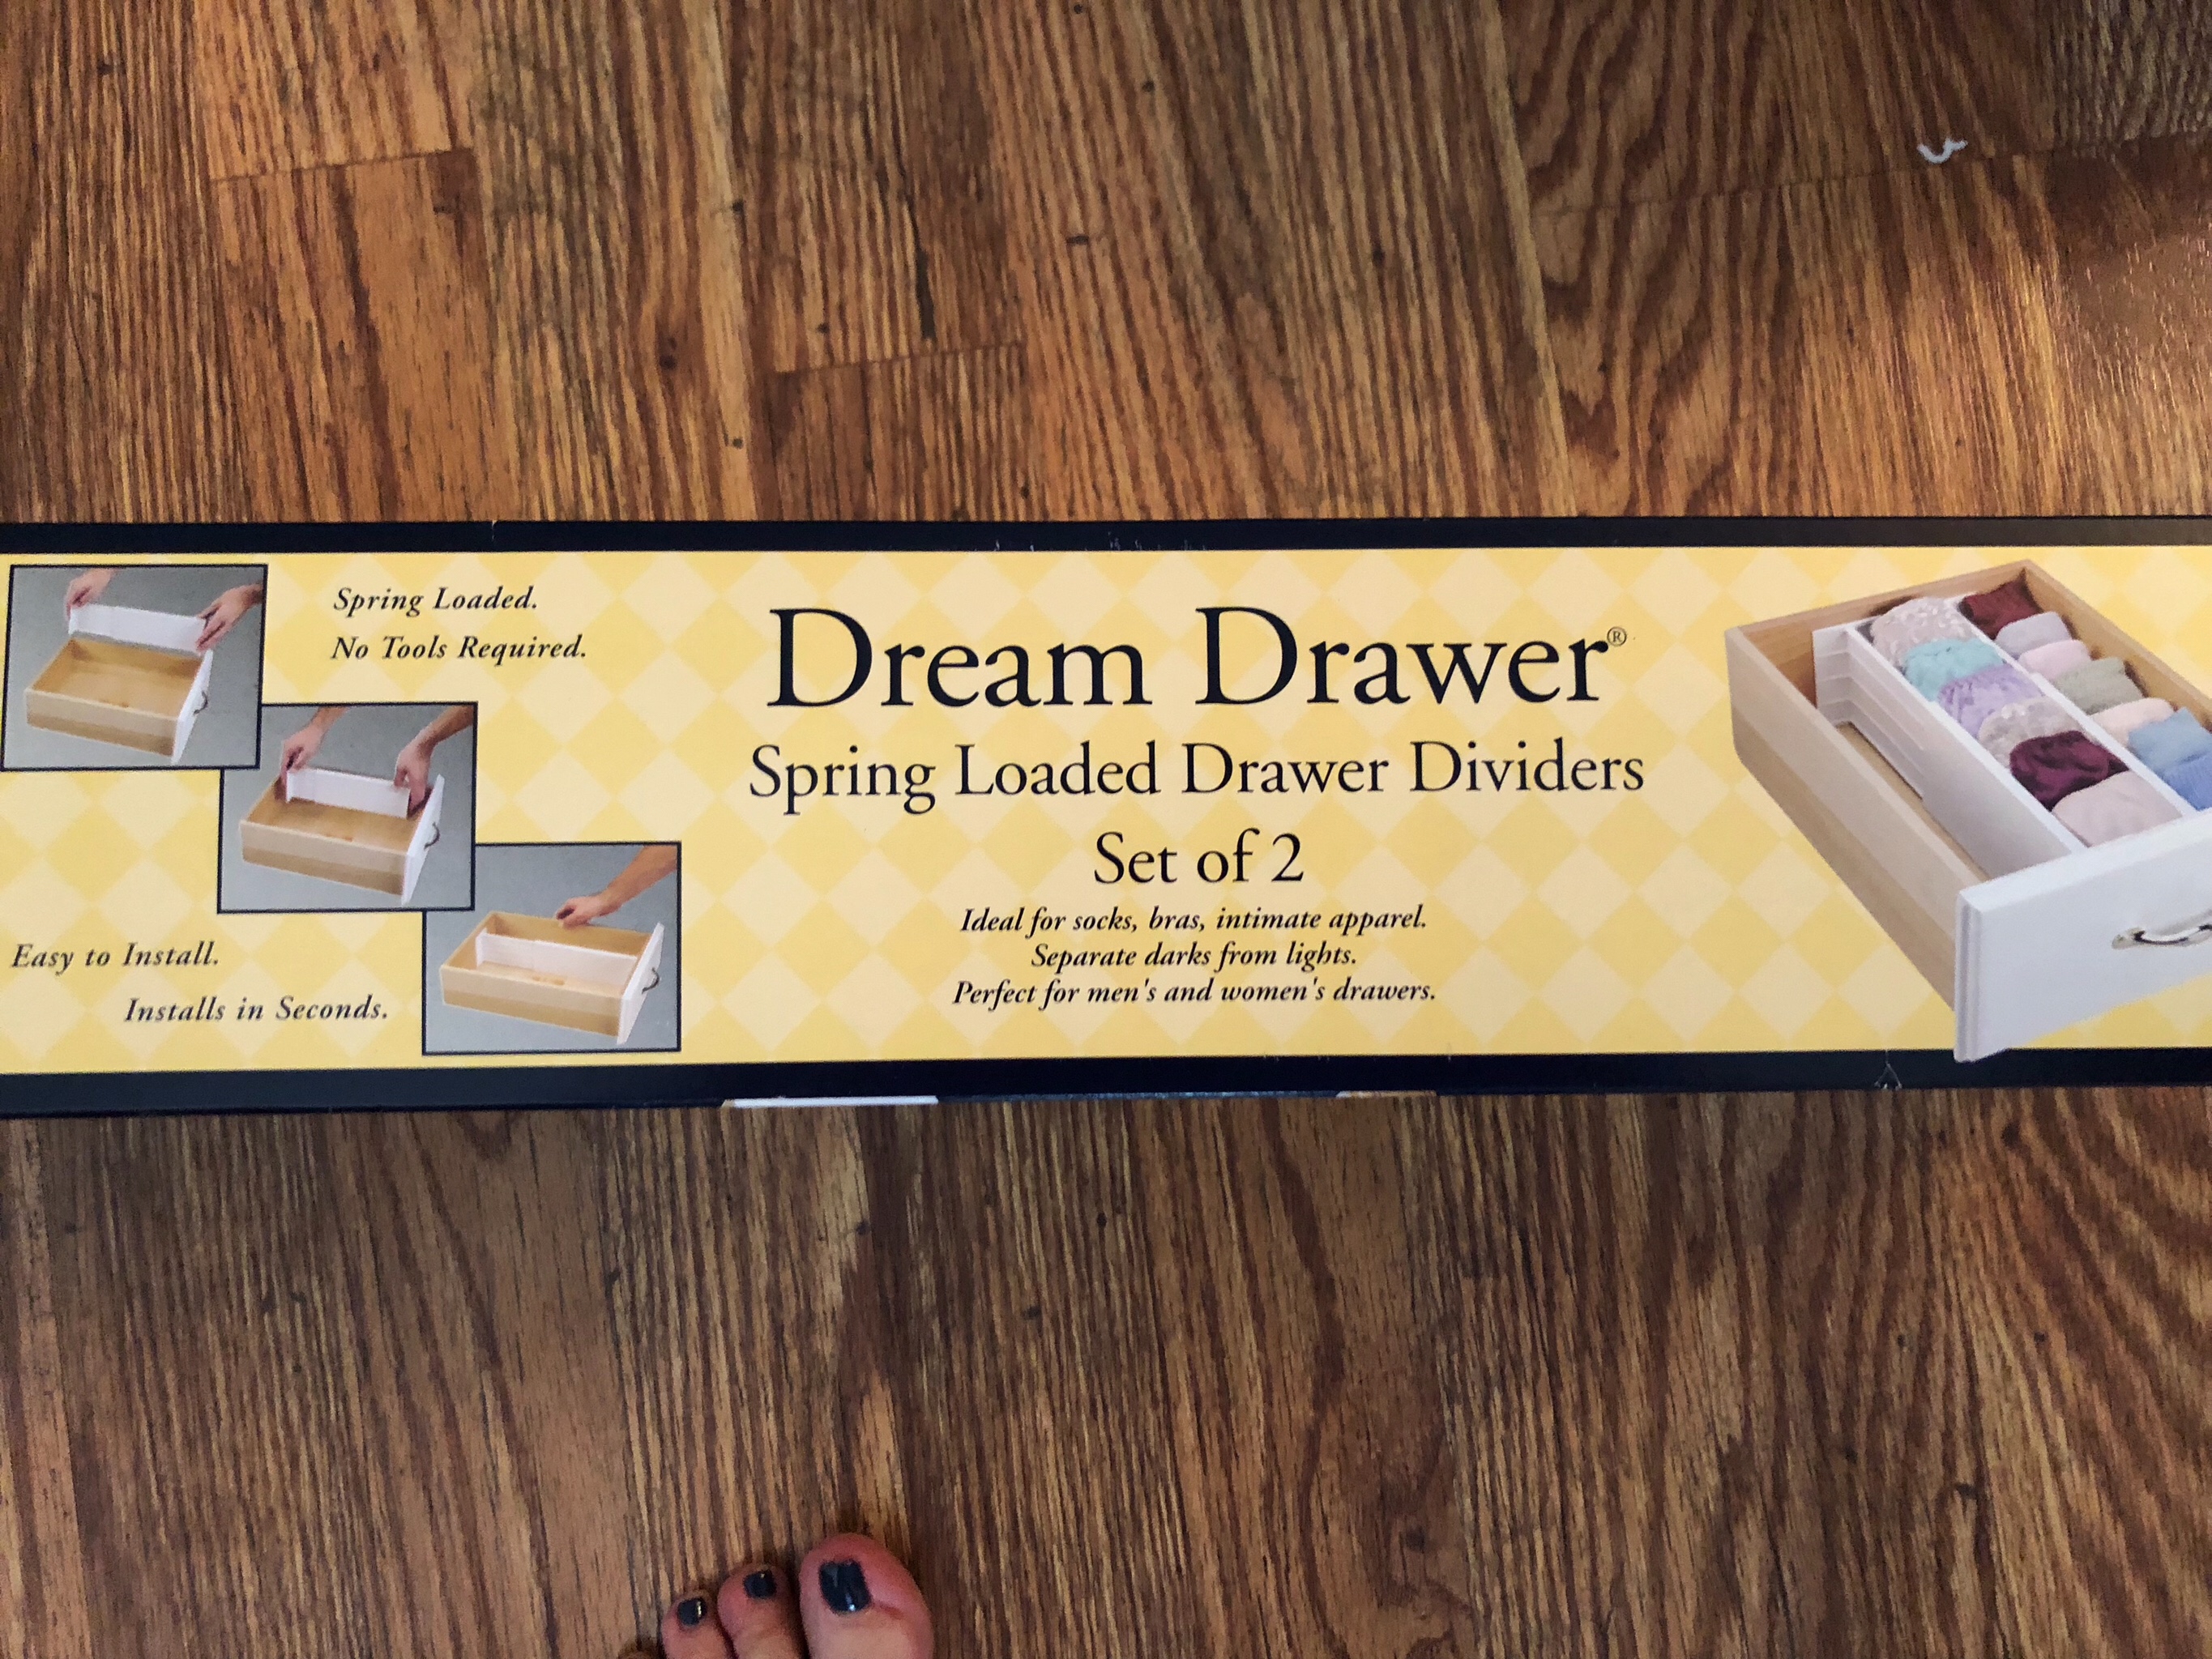 Spring Loaded.
No Tools Required.
Easy to Install.
Installs in Seconds.
Dream Drawer®
Spring Loaded Drawer Dividers
Set of 2
Ideal for socks, bras, intimate apparel.
Separate darks from lights.
Perfect for men's and women's drawers.